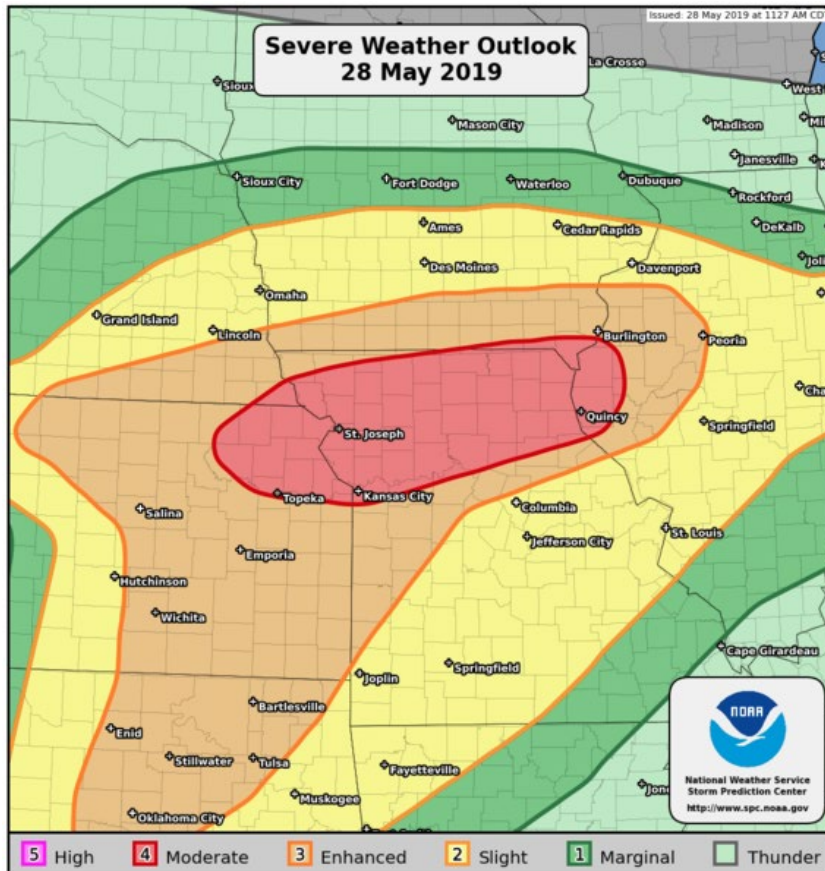 Issued: 28 May 2019 at 1127 AM CDT
Severe Weather Outlook
28 May 2019
La Crosse
Sioux
West
Mason City
Madison
Janesville
Sioux City
Fort Dodge
Waterloo
Dubuque
Rockford
Ames
Cedar Rapids
DeKalb
Des Moines
Davenport
Omaha
Grand Island
Lincoln
Burlington
Peoria
Quincy
Springfield
St. Joseph
Topeka
Kansas City
Salina
Columbia
Emporia
Jefferson City
St. Louis
Hutchinson
Wichita
Cape Girardeau
Joplin
Springfield
Bartlesville
Enid
Stillwater
Tulsa
Fayetteville
Muskogee
Oklahoma City
NOAA
National Weather Service
Storm Prediction Center
http://www.spc.noaa.gov
5 High 4 Moderate 3 Enhanced 2 Slight 1 Marginal Thunder